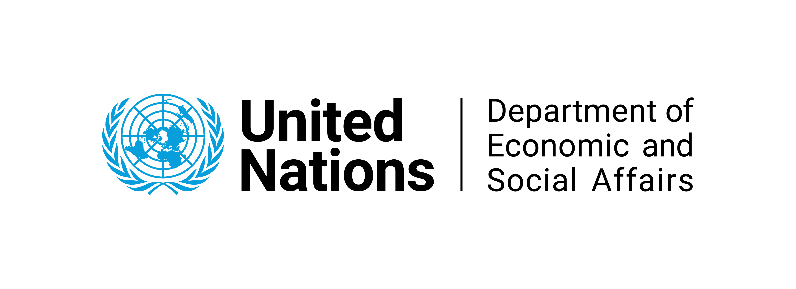 United
Nations
Department of
Economic and
Social Affairs